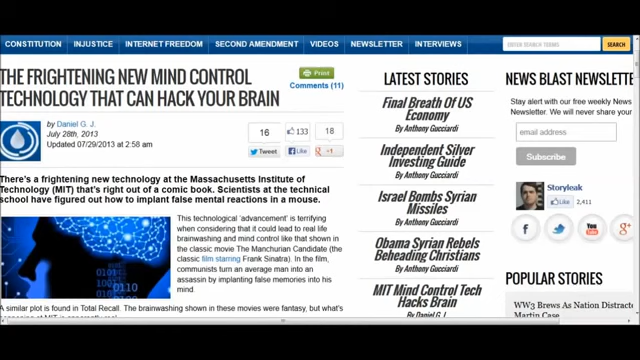 CONSTITUTION INJUSTICE INTERNET FREEDOM SECOND AMENDMENT VIDEOS NEWSLETTER INTERVIEWS
ENTER SEARCH TERMS... SEARCH
THE FRIGHTENING NEW MIND CONTROL
TECHNOLOGY THAT CAN HACK YOUR BRAIN
Print
Comments (11)
by Daniel G. J.
July 28th, 2013
Updated 07/29/2013 at 2:58 am
16 133 18
Tweet Like +1
There's a frightening new technology at the Massachusetts Institute of
Technology (MIT) that's right out of a comic book. Scientists at the technical
school have figured out how to implant false mental reactions in a mouse.
This technological 'advancement' is terrifying
when considering that it could lead to real life
brainwashing and mind control like that shown in
the classic movie The Manchurian Candidate (the
classic film starring Frank Sinatra). In the film,
communists turn an average man into an
assassin by implanting false memories into his
mind.
A similar plot is found in Total Recall. The brainwashing shown in these movies were fantasy, but what's
LATEST STORIES
Final Breath Of US
Economy
By Anthony Gucciardi
Independent Silver
Investing Guide
By Anthony Gucciardi
Israel Bombs Syrian
Missiles
By Anthony Gucciardi
Obama Syrian Rebels
Beheading Christians
By Anthony Gucciardi
MIT Mind Control Tech
Hacks Brain
By Daniel G. J.
NEWS BLAST NEWSLETTE
Stay alert with our free weekly News
Newsletter. We will never share your
email address
Subscribe
Storyleak
Like 2,411
You
POPULAR STORIES
WW3 Brews As Nation Distracte
Martin Case